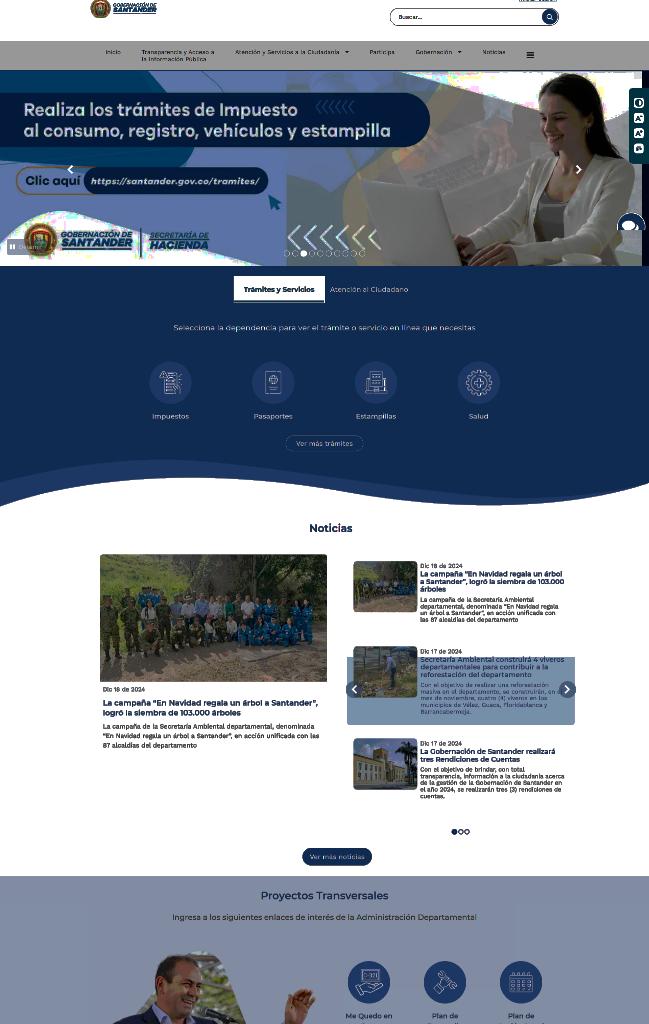 GOBERNACIÓN DE
SANTANDER
Buscar...
Inicio
Transparencia y Acceso a
la Información Pública
Atención y Servicios a la Ciudadanía
Participa
Gobernación
Noticias
Realiza los trámites de Impuesto
al consumo, registro, vehículos y estampilla
Clic aquí
https://santander.gov.co/tramites/
GOBERNACIÓN DE
SANTANDER
SECRETARÍA DE
HACIENDA
Trámites y Servicios
Atención al Ciudadano
Selecciona la dependencia para ver el trámite o servicio en línea que necesitas
Impuestos
Pasaportes
Estampillas
Salud
Ver más trámites
Noticias
Dic 18 de 2024
La campaña "En Navidad regala un árbol a Santander",
logró la siembra de 103.000 árboles
La campaña de la Secretaría Ambiental departamental, denominada
"En Navidad regala un árbol a Santander", en acción unificada con las
87 alcaldías del departamento
Dic 18 de 2024
La campaña "En Navidad regala un árbol
a Santander", logró la siembra de 103.000
árboles
La campaña de la Secretaría Ambiental
departamental, denominada "En Navidad regala
un árbol a Santander", en acción unificada con
las 87 alcaldías del departamento
Dic 17 de 2024
Secretaría Ambiental construirá 4 viveros
departamentales para contribuir a la
reforestación del departamento
Con el objetivo de realizar una reforestación
masiva en el departamento, se construirán, en el
mes de noviembre, cuatro (4) viveros en los
municipios de Vélez, Guaca, Floridablanca y
Barrancabermeja.
Dic 17 de 2024
La Gobernación de Santander realizará
tres Rendiciones de Cuentas
Con el objetivo de brindar, con total
transparencia, información a la ciudadanía acerca
de la gestión de la Gobernación de Santander en
el año 2024, se realizarán tres (3) rendiciones de
cuentas.
Ver más noticias
Proyectos Transversales
Ingresa a los siguientes enlaces de interés de la Administración Departamental
Me Quedo en
Plan de
Plan de